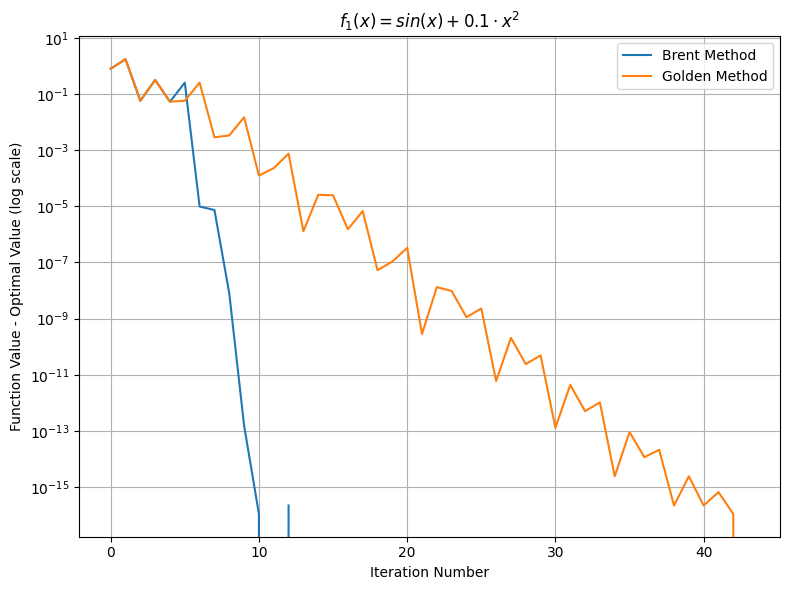 f₁(x) = sin(x) + 0.1 · x²
Brent Method
Golden Method
Function Value - Optimal Value (log scale)
10¹
10⁻¹
10⁻³
10⁻⁵
10⁻⁷
10⁻⁹
10⁻¹¹
10⁻¹³
10⁻¹⁵
0 10 20 30 40
Iteration Number